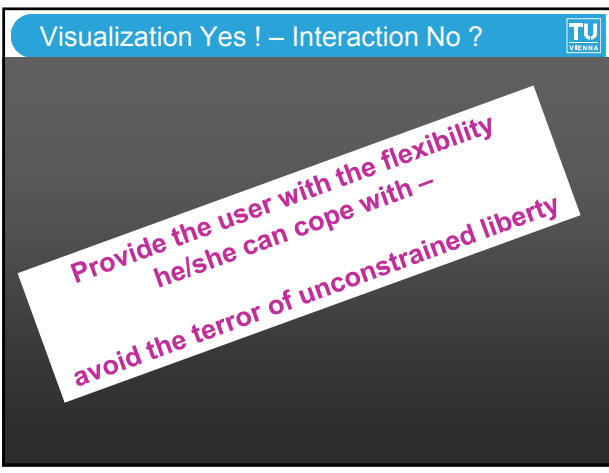 Visualization Yes ! – Interaction No ?
TU
VIENNA
Provide the user with the flexibility
he/she can cope with –
avoid the terror of unconstrained liberty